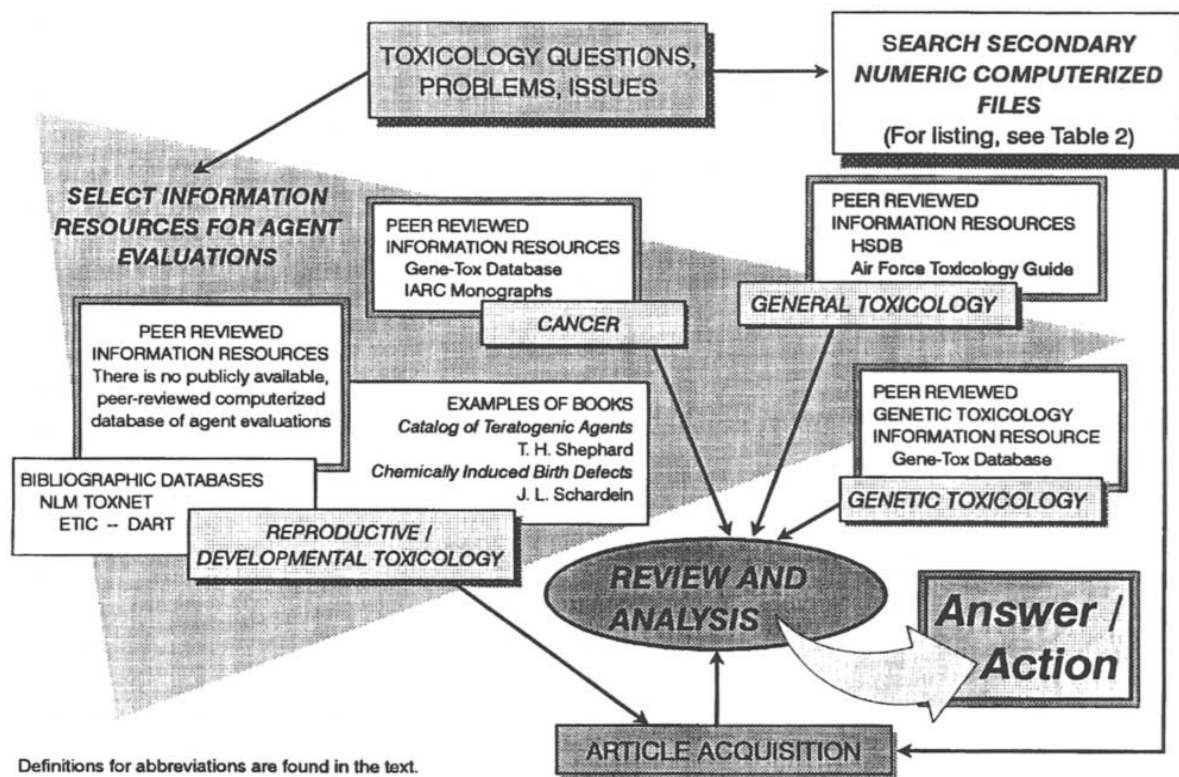 TOXICOLOGY QUESTIONS,
PROBLEMS, ISSUES
SEARCH SECONDARY
NUMERIC COMPUTERIZED
FILES
(For listing, see Table 2)
SELECT INFORMATION
RESOURCES FOR AGENT
EVALUATIONS
PEER REVIEWED
INFORMATION RESOURCES
Gene-Tox Database
IARC Monographs
CANCER
PEER REVIEWED
INFORMATION RESOURCES
HSDB
Air Force Toxicology Guide
GENERAL TOXICOLOGY
PEER REVIEWED
INFORMATION RESOURCES
There is no publicly available,
peer-reviewed computerized
database of agent evaluations
EXAMPLES OF BOOKS
Catalog of Teratogenic Agents
T. H. Shephard
Chemically Induced Birth Defects
J. L. Schardein
PEER REVIEWED
GENETIC TOXICOLOGY
INFORMATION RESOURCE
Gene-Tox Database
GENETIC TOXICOLOGY
BIBLIOGRAPHIC DATABASES
NLM TOXNET
ETIC -- DART
REPRODUCTIVE /
DEVELOPMENTAL TOXICOLOGY
REVIEW AND
ANALYSIS
Answer /
Action
ARTICLE ACQUISITION
Definitions for abbreviations are found in the text.